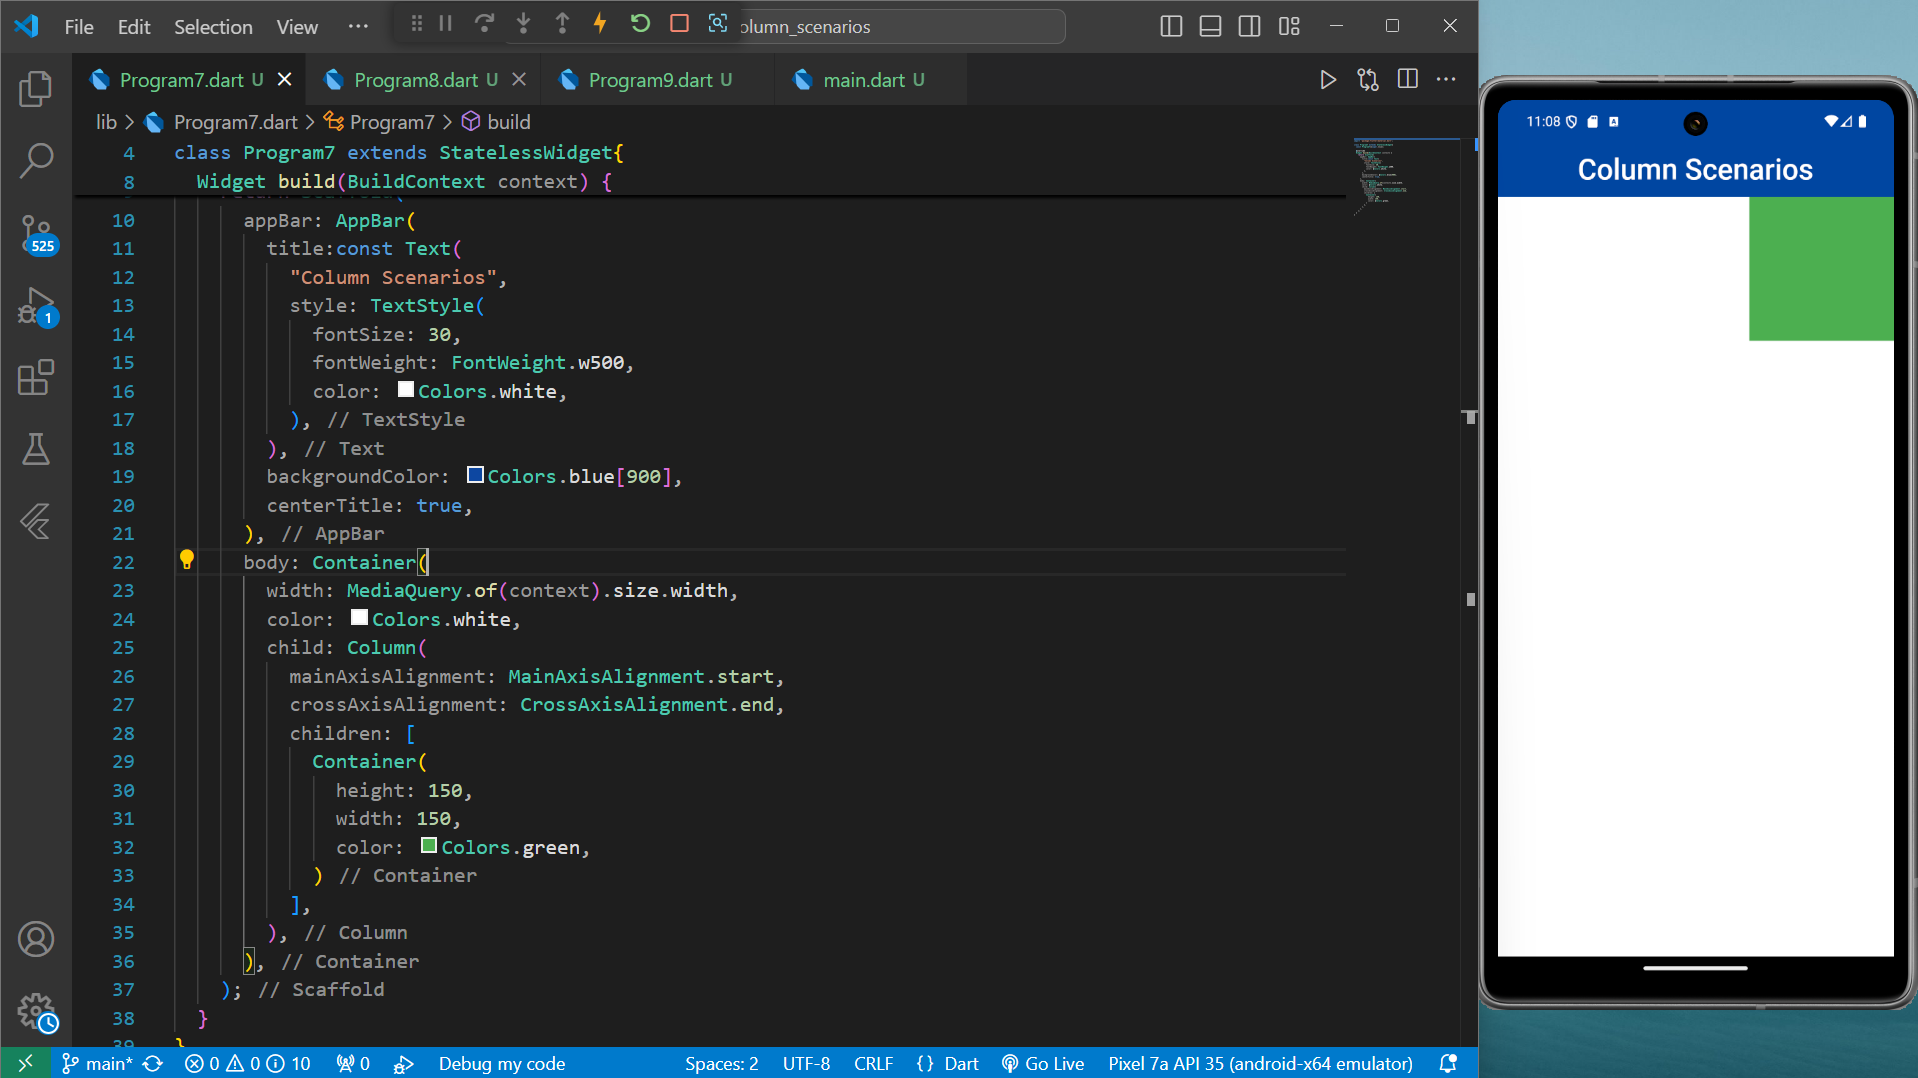 File Edit Selection View ··· olumn_scenarios
Program7.dart U Program8.dart U Program9.dart U main.dart U
lib > Program7.dart > Program7 > build
4 class Program7 extends StatelessWidget{
8 Widget build(BuildContext context) {
10 appBar: AppBar(
11 title:const Text(
12 "Column Scenarios",
13 style: TextStyle(
14 fontSize: 30,
15 fontWeight: FontWeight.w500,
16 color: Colors.white,
17 ), // TextStyle
18 ), // Text
19 backgroundColor: Colors.blue[900],
20 centerTitle: true,
21 ), // AppBar
22 body: Container(
23 width: MediaQuery.of(context).size.width,
24 color: Colors.white,
25 child: Column(
26 mainAxisAlignment: MainAxisAlignment.start,
27 crossAxisAlignment: CrossAxisAlignment.end,
28 children: [
29 Container(
30 height: 150,
31 width: 150,
32 color: Colors.green,
33 ) // Container
34 ],
35 ), // Column
36 ), // Container
37 ); // Scaffold
38 }
39 }
525
1
main* 0 0 10 0 Debug my code Spaces: 2 UTF-8 CRLF {} Dart Go Live Pixel 7a API 35 (android-x64 emulator)
11:08 A
Column Scenarios